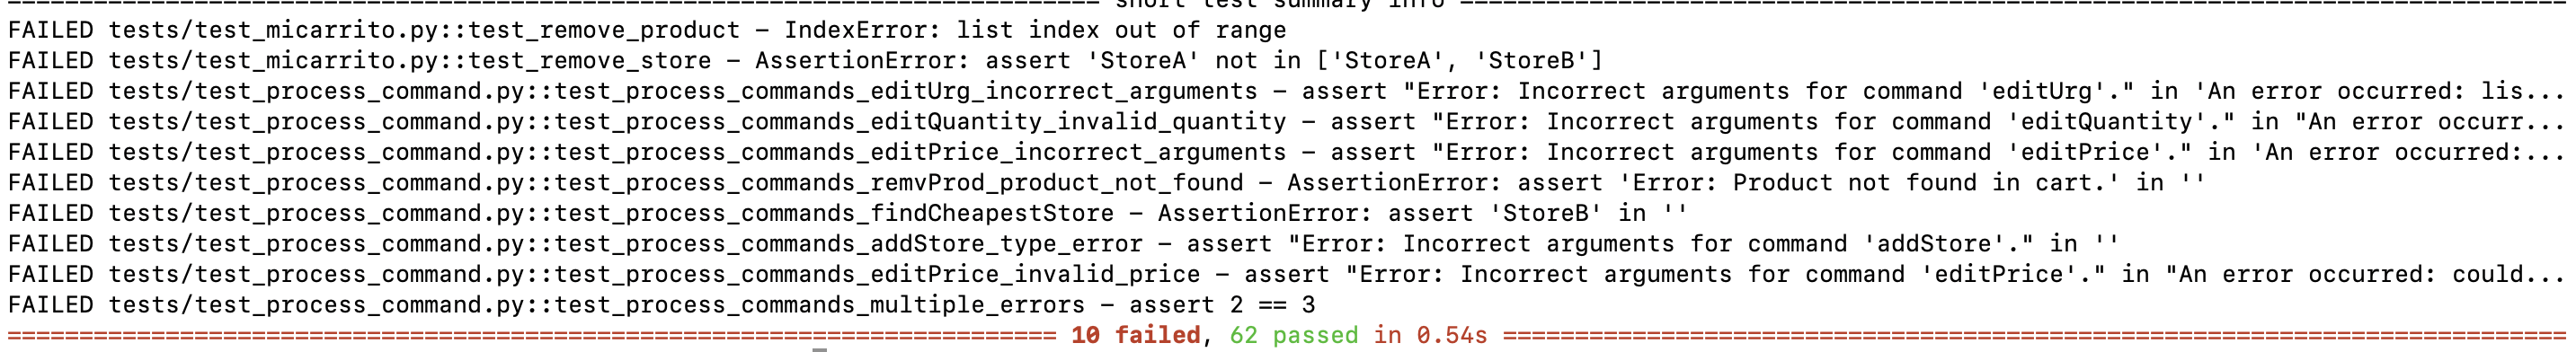 short test summary info
FAILED tests/test_micarrito.py::test_remove_product – IndexError: list index out of range
FAILED tests/test_micarrito.py::test_remove_store – AssertionError: assert 'StoreA' not in ['StoreA', 'StoreB']
FAILED tests/test_process_command.py::test_process_commands_editUrg_incorrect_arguments – assert "Error: Incorrect arguments for command 'editUrg'." in 'An error occurred: lis...
FAILED tests/test_process_command.py::test_process_commands_editQuantity_invalid_quantity – assert "Error: Incorrect arguments for command 'editQuantity'." in "An error occurr...
FAILED tests/test_process_command.py::test_process_commands_editPrice_incorrect_arguments – assert "Error: Incorrect arguments for command 'editPrice'." in 'An error occurred:...
FAILED tests/test_process_command.py::test_process_commands_remvProd_product_not_found – AssertionError: assert 'Error: Product not found in cart.' in ''
FAILED tests/test_process_command.py::test_process_commands_findCheapestStore – AssertionError: assert 'StoreB' in ''
FAILED tests/test_process_command.py::test_process_commands_addStore_type_error – assert "Error: Incorrect arguments for command 'addStore'." in ''
FAILED tests/test_process_command.py::test_process_commands_editPrice_invalid_price – assert "Error: Incorrect arguments for command 'editPrice'." in "An error occurred: could...
FAILED tests/test_process_command.py::test_process_commands_multiple_errors – assert 2 == 3
10 failed, 62 passed in 0.54s